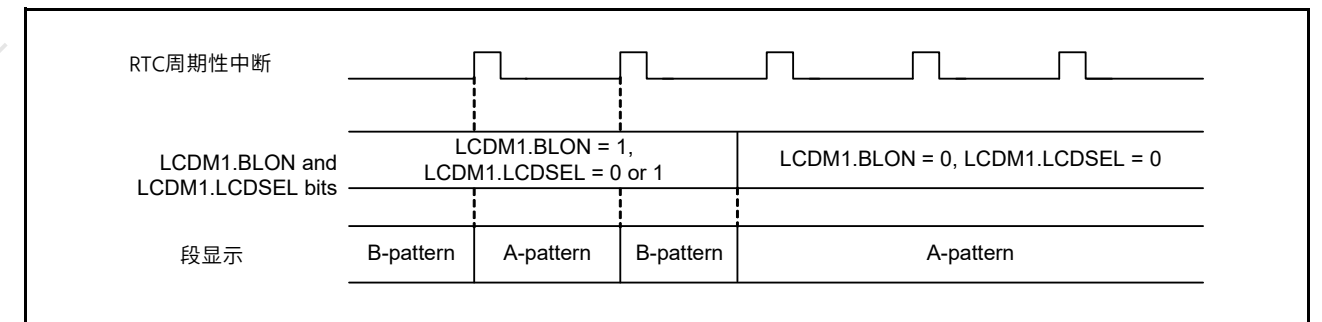 RTC周期性中断
LCDM1.BLON and
LCDM1.LCDSEL bits
LCDM1.BLON = 1,
LCDM1.LCDSEL = 0 or 1
LCDM1.BLON = 0, LCDM1.LCDSEL = 0
段显示
B-pattern
A-pattern
B-pattern
A-pattern